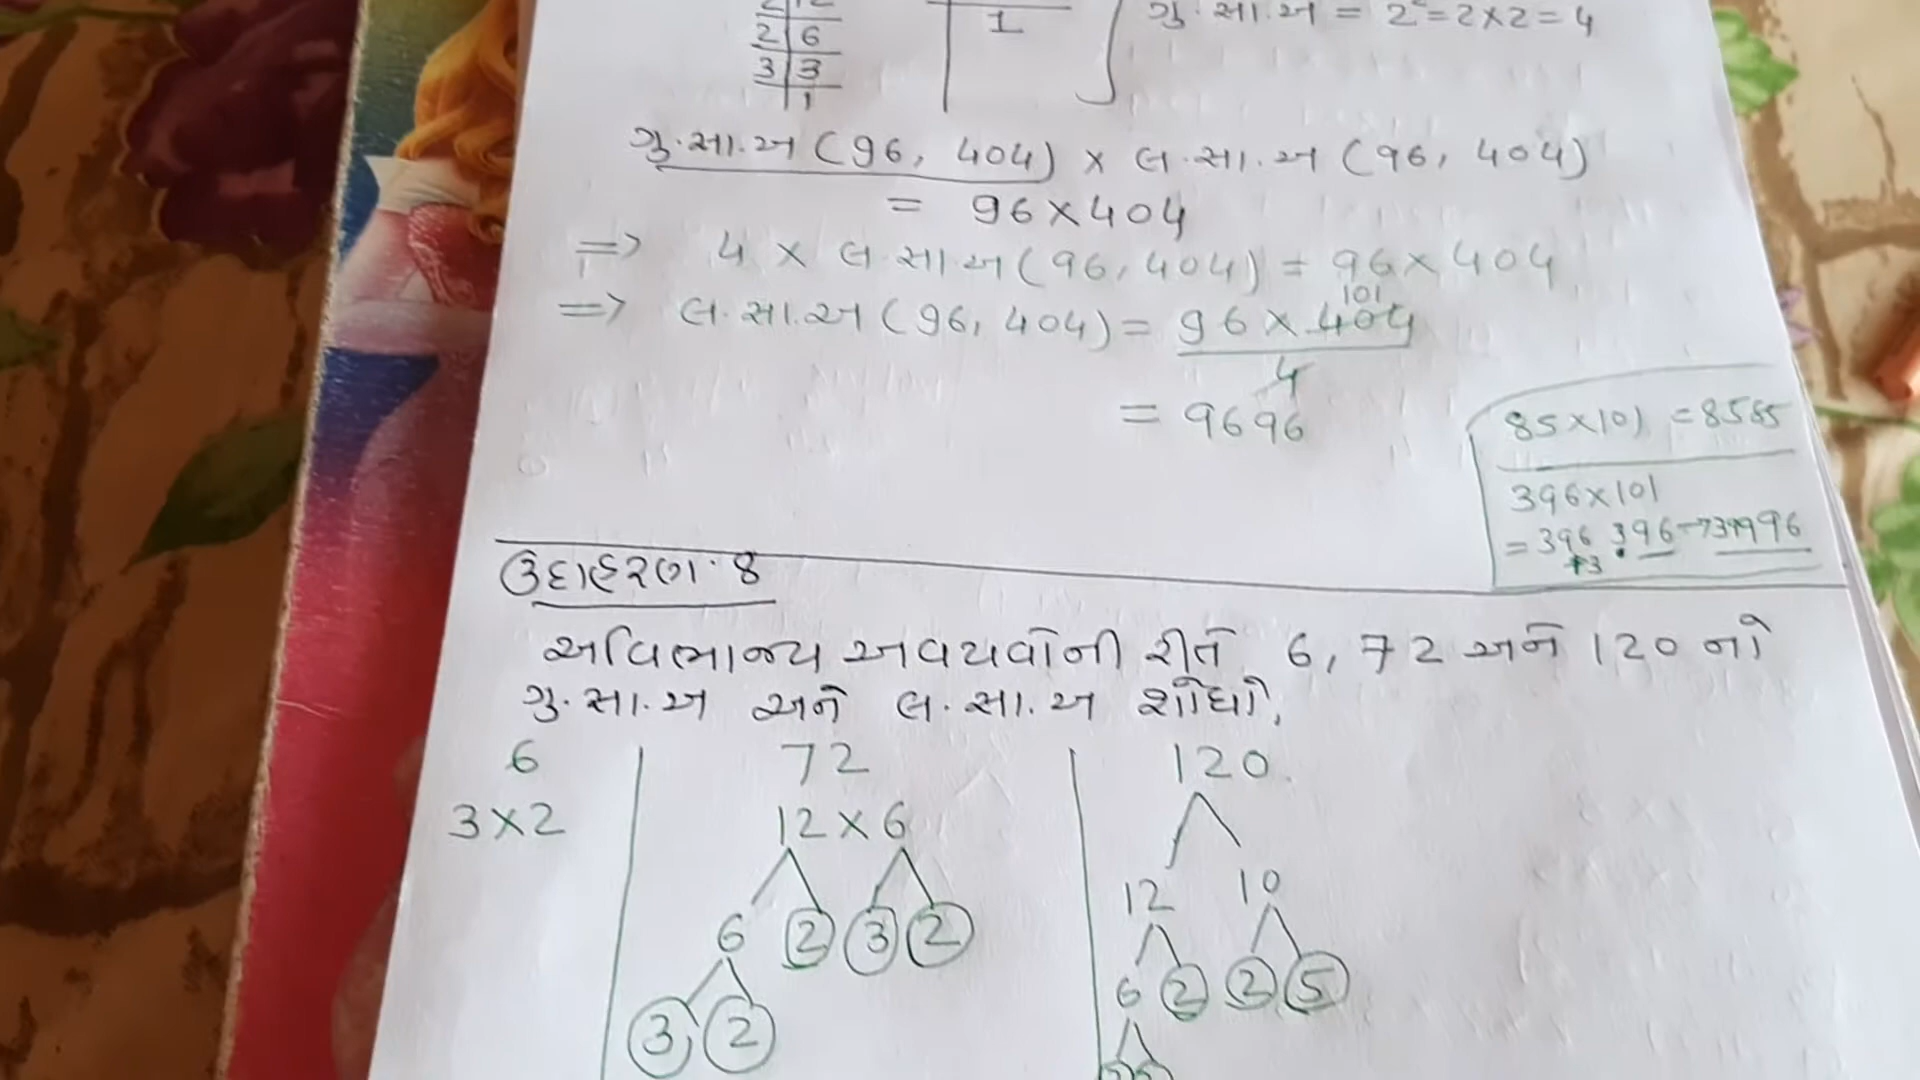 2 | 12
2 | 6
3 | 3
1
1
ગુ.સા.અ = 2² = 2×2 = 4
ગુ.સા.અ (96, 404) × લ.સા.અ (96, 404)
= 96×404
=> 4 × લ.સા.અ (96, 404) = 96×404
101
=> લ.સા.અ (96, 404) = 96 × 404
4
= 9696
85×101 = 8585
396×101
= 396 396
+3
ઉદાહરણ. 8
અવિભાજ્ય અવયવોની રીતે 6, 72 અને 120 નો
ગુ.સા.અ અને લ.સા.અ શોધો.
6 72 120
3×2 12×6
12 10
6 2 3 2
6 2 2 5
3 2